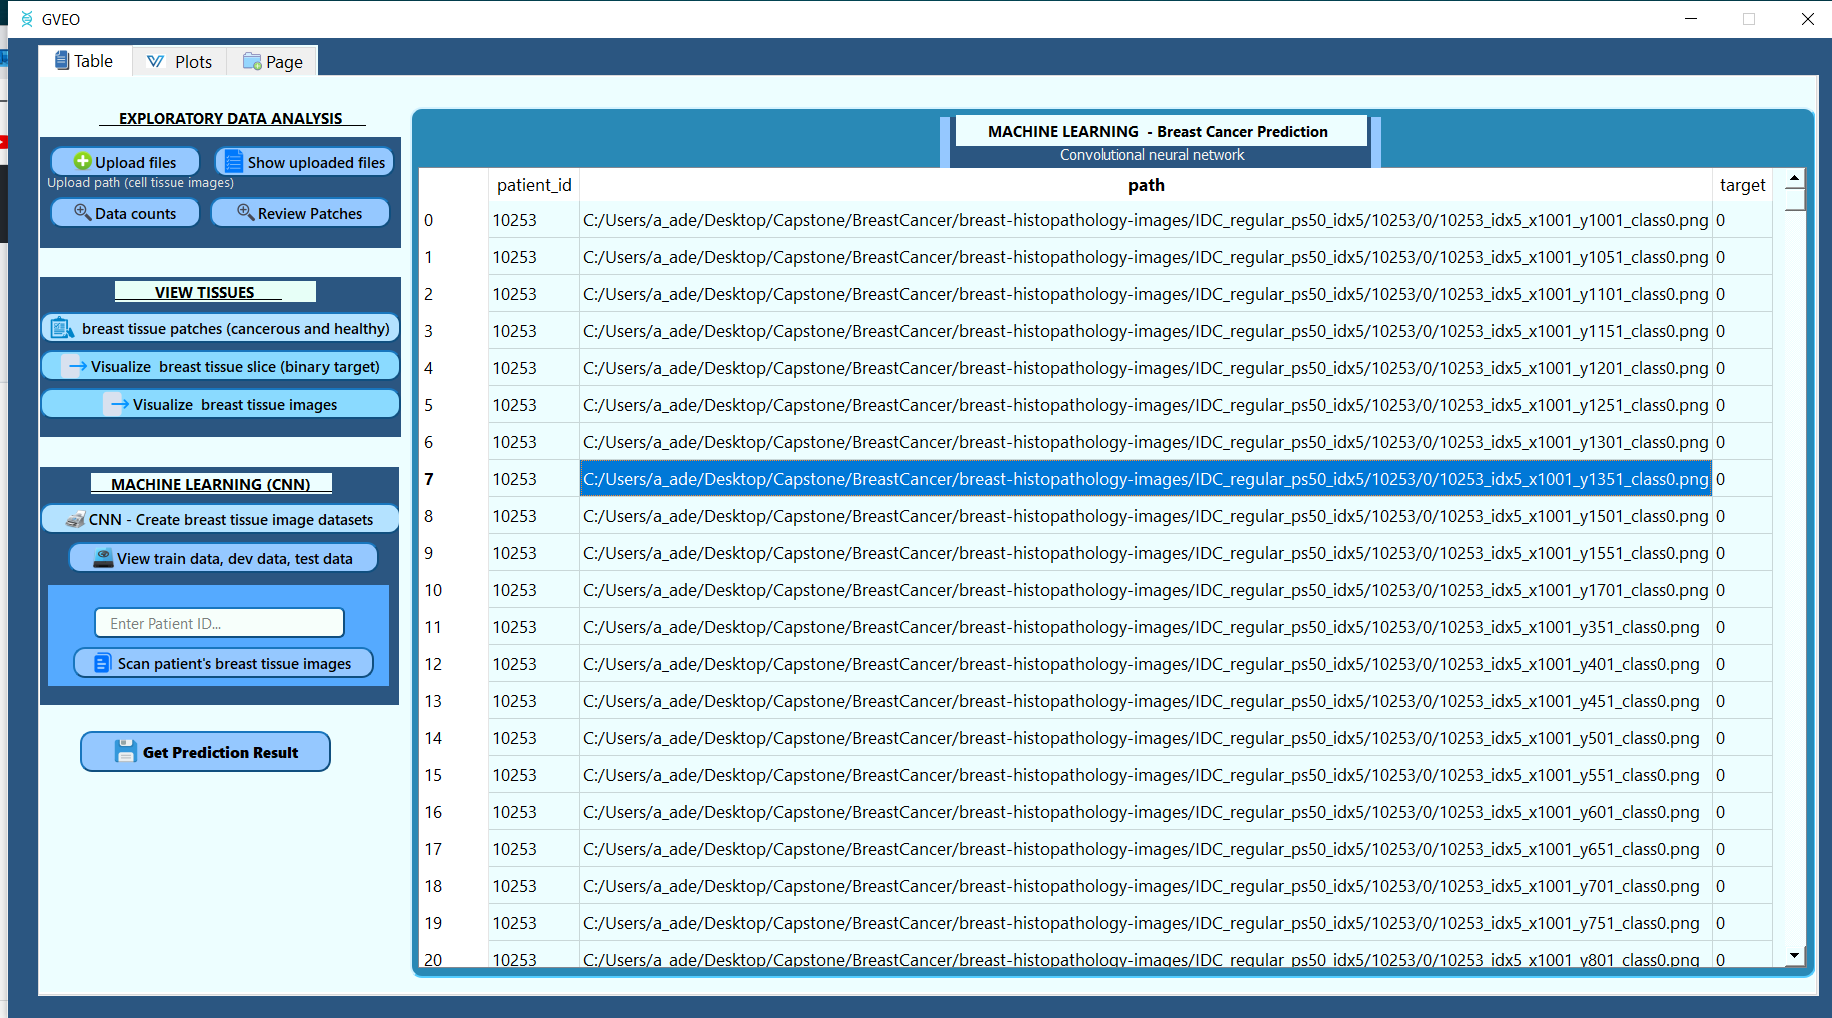 GVEO
Table Plots Page
EXPLORATORY DATA ANALYSIS
Upload files Show uploaded files
Upload path (cell tissue images)
Data counts Review Patches
VIEW TISSUES
breast tissue patches (cancerous and healthy)
Visualize breast tissue slice (binary target)
Visualize breast tissue images
MACHINE LEARNING (CNN)
CNN - Create breast tissue image datasets
View train data, dev data, test data
Enter Patient ID...
Scan patient's breast tissue images
Get Prediction Result
MACHINE LEARNING - Breast Cancer Prediction
Convolutional neural network
patient_id path target
0 10253 C:/Users/a_ade/Desktop/Capstone/BreastCancer/breast-histopathology-images/IDC_regular_ps50_idx5/10253/0/10253_idx5_x1001_y1001_class0.png 0
1 10253 C:/Users/a_ade/Desktop/Capstone/BreastCancer/breast-histopathology-images/IDC_regular_ps50_idx5/10253/0/10253_idx5_x1001_y1051_class0.png 0
2 10253 C:/Users/a_ade/Desktop/Capstone/BreastCancer/breast-histopathology-images/IDC_regular_ps50_idx5/10253/0/10253_idx5_x1001_y1101_class0.png 0
3 10253 C:/Users/a_ade/Desktop/Capstone/BreastCancer/breast-histopathology-images/IDC_regular_ps50_idx5/10253/0/10253_idx5_x1001_y1151_class0.png 0
4 10253 C:/Users/a_ade/Desktop/Capstone/BreastCancer/breast-histopathology-images/IDC_regular_ps50_idx5/10253/0/10253_idx5_x1001_y1201_class0.png 0
5 10253 C:/Users/a_ade/Desktop/Capstone/BreastCancer/breast-histopathology-images/IDC_regular_ps50_idx5/10253/0/10253_idx5_x1001_y1251_class0.png 0
6 10253 C:/Users/a_ade/Desktop/Capstone/BreastCancer/breast-histopathology-images/IDC_regular_ps50_idx5/10253/0/10253_idx5_x1001_y1301_class0.png 0
7 10253 C:/Users/a_ade/Desktop/Capstone/BreastCancer/breast-histopathology-images/IDC_regular_ps50_idx5/10253/0/10253_idx5_x1001_y1351_class0.png 0
8 10253 C:/Users/a_ade/Desktop/Capstone/BreastCancer/breast-histopathology-images/IDC_regular_ps50_idx5/10253/0/10253_idx5_x1001_y1501_class0.png 0
9 10253 C:/Users/a_ade/Desktop/Capstone/BreastCancer/breast-histopathology-images/IDC_regular_ps50_idx5/10253/0/10253_idx5_x1001_y1551_class0.png 0
10 10253 C:/Users/a_ade/Desktop/Capstone/BreastCancer/breast-histopathology-images/IDC_regular_ps50_idx5/10253/0/10253_idx5_x1001_y1701_class0.png 0
11 10253 C:/Users/a_ade/Desktop/Capstone/BreastCancer/breast-histopathology-images/IDC_regular_ps50_idx5/10253/0/10253_idx5_x1001_y351_class0.png 0
12 10253 C:/Users/a_ade/Desktop/Capstone/BreastCancer/breast-histopathology-images/IDC_regular_ps50_idx5/10253/0/10253_idx5_x1001_y401_class0.png 0
13 10253 C:/Users/a_ade/Desktop/Capstone/BreastCancer/breast-histopathology-images/IDC_regular_ps50_idx5/10253/0/10253_idx5_x1001_y451_class0.png 0
14 10253 C:/Users/a_ade/Desktop/Capstone/BreastCancer/breast-histopathology-images/IDC_regular_ps50_idx5/10253/0/10253_idx5_x1001_y501_class0.png 0
15 10253 C:/Users/a_ade/Desktop/Capstone/BreastCancer/breast-histopathology-images/IDC_regular_ps50_idx5/10253/0/10253_idx5_x1001_y551_class0.png 0
16 10253 C:/Users/a_ade/Desktop/Capstone/BreastCancer/breast-histopathology-images/IDC_regular_ps50_idx5/10253/0/10253_idx5_x1001_y601_class0.png 0
17 10253 C:/Users/a_ade/Desktop/Capstone/BreastCancer/breast-histopathology-images/IDC_regular_ps50_idx5/10253/0/10253_idx5_x1001_y651_class0.png 0
18 10253 C:/Users/a_ade/Desktop/Capstone/BreastCancer/breast-histopathology-images/IDC_regular_ps50_idx5/10253/0/10253_idx5_x1001_y701_class0.png 0
19 10253 C:/Users/a_ade/Desktop/Capstone/BreastCancer/breast-histopathology-images/IDC_regular_ps50_idx5/10253/0/10253_idx5_x1001_y751_class0.png 0
20 10253 C:/Users/a_ade/Desktop/Capstone/BreastCancer/breast-histopathology-images/IDC_regular_ps50_idx5/10253/0/10253_idx5_x1001_y801_class0.png 0